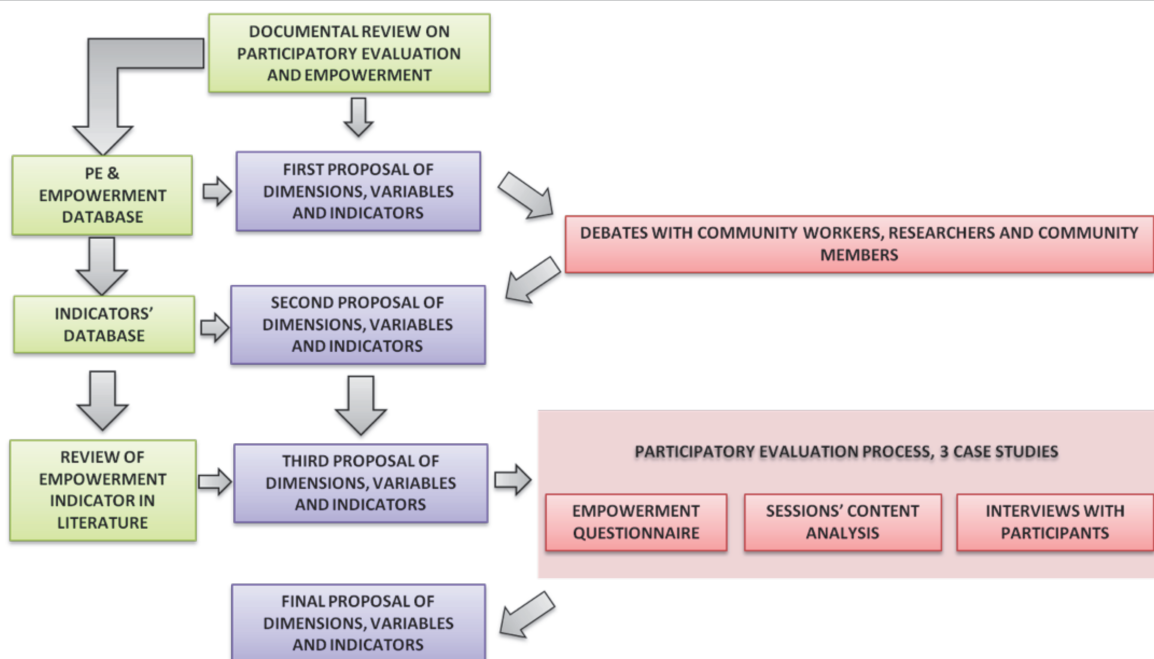 DOCUMENTAL REVIEW ON
PARTICIPATORY EVALUATION
AND EMPOWERMENT
PE &
EMPOWERMENT
DATABASE
FIRST PROPOSAL OF
DIMENSIONS, VARIABLES
AND INDICATORS
DEBATES WITH COMMUNITY WORKERS, RESEARCHERS AND COMMUNITY
MEMBERS
INDICATORS'
DATABASE
SECOND PROPOSAL OF
DIMENSIONS, VARIABLES
AND INDICATORS
REVIEW OF
EMPOWERMENT
INDICATOR IN
LITERATURE
THIRD PROPOSAL OF
DIMENSIONS, VARIABLES
AND INDICATORS
PARTICIPATORY EVALUATION PROCESS, 3 CASE STUDIES
EMPOWERMENT
QUESTIONNAIRE
SESSIONS' CONTENT
ANALYSIS
INTERVIEWS WITH
PARTICIPANTS
FINAL PROPOSAL OF
DIMENSIONS, VARIABLES
AND INDICATORS